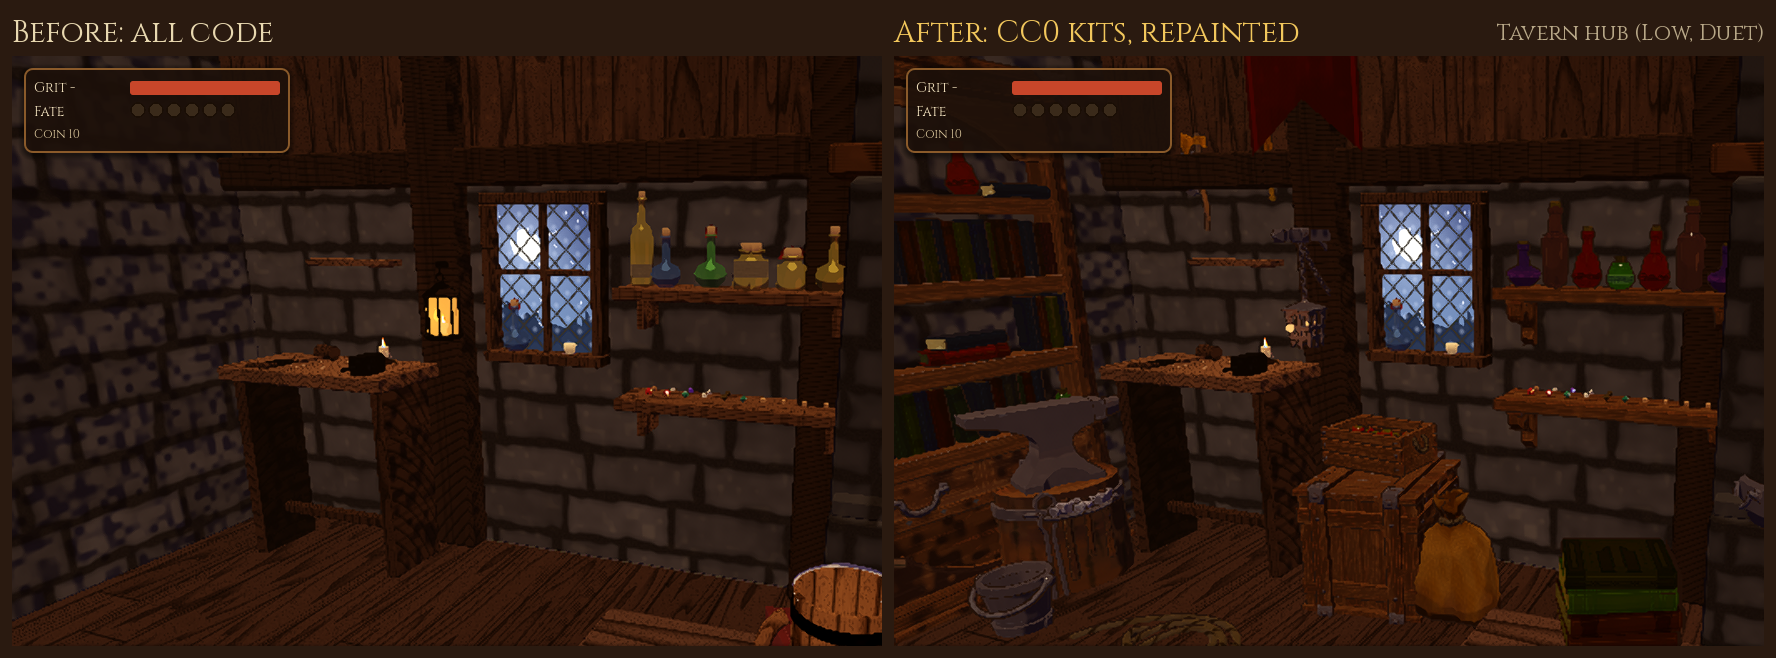 Before: all code
After: CC0 kits, repainted
Tavern hub (Low, Duet)
Grit -
Fate
Coin 10
Grit -
Fate
Coin 10